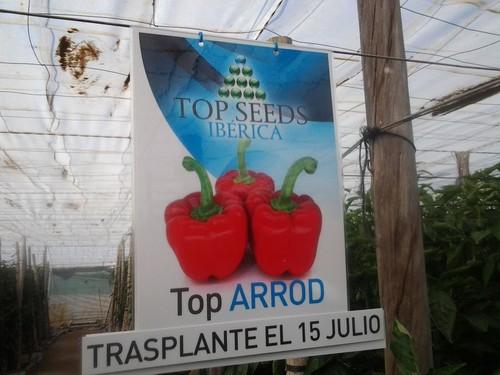 TOP SEEDS
IBÉRICA
Top ARROD
TRASPLANTE EL 15 JULIO